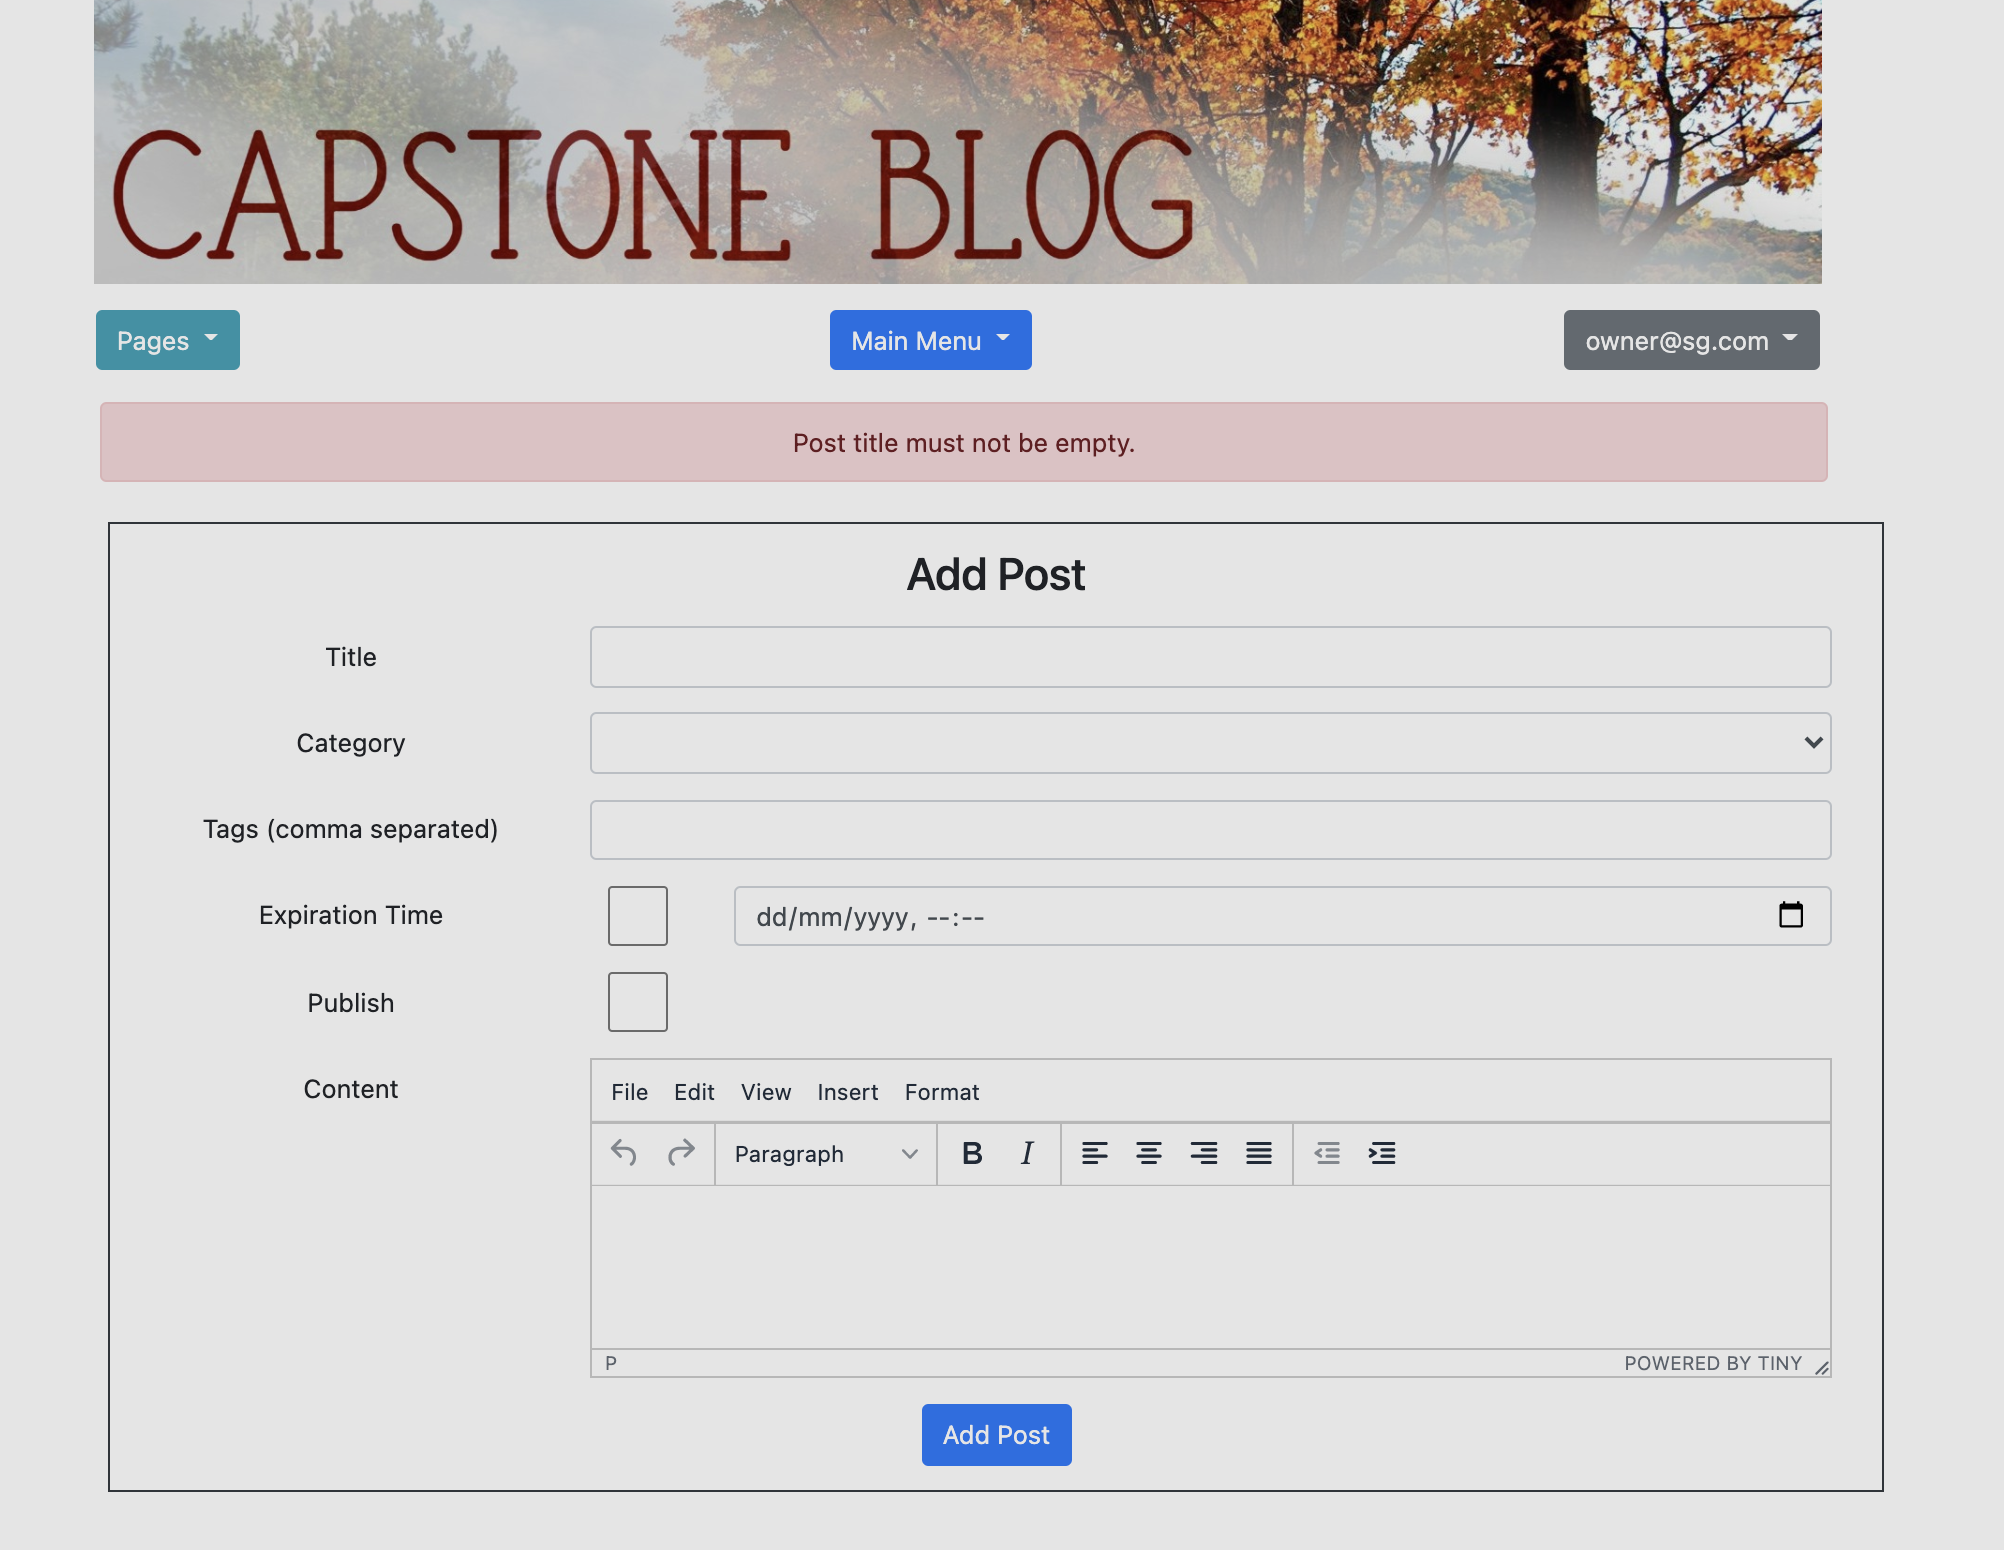 CAPSTONE BLOG
Pages
Main Menu
owner@sg.com
Post title must not be empty.
Add Post
Title
Category
Tags (comma separated)
Expiration Time
dd/mm/yyyy, --:--
Publish
Content
File Edit View Insert Format
Paragraph B I
P
POWERED BY TINY
Add Post